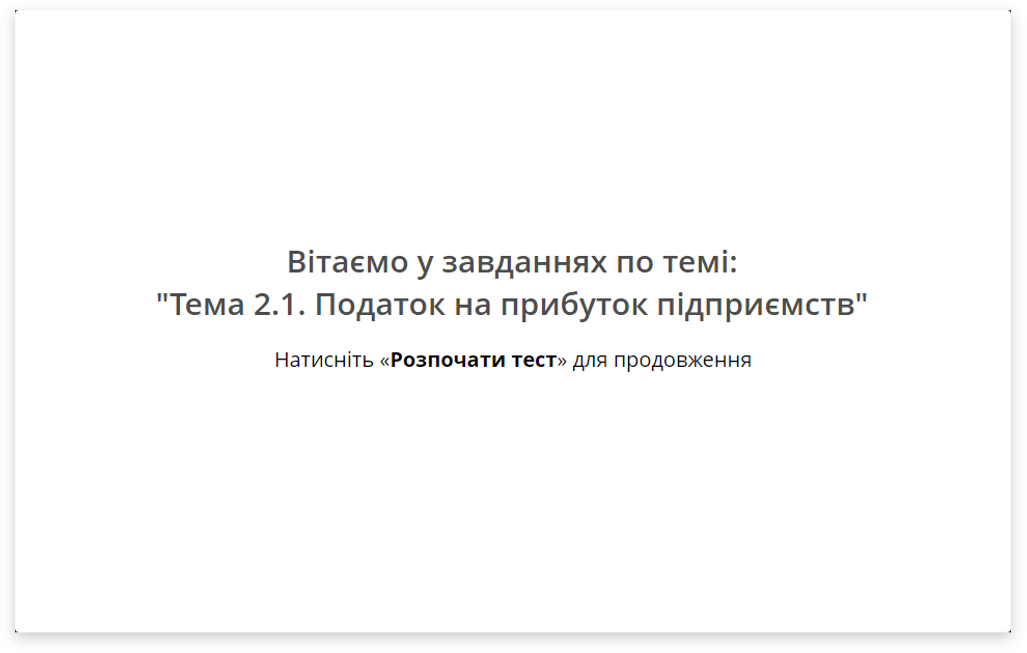 Вітаємо у завданнях по темі:
"Тема 2.1. Податок на прибуток підприємств"
Натисніть «Розпочати тест» для продовження